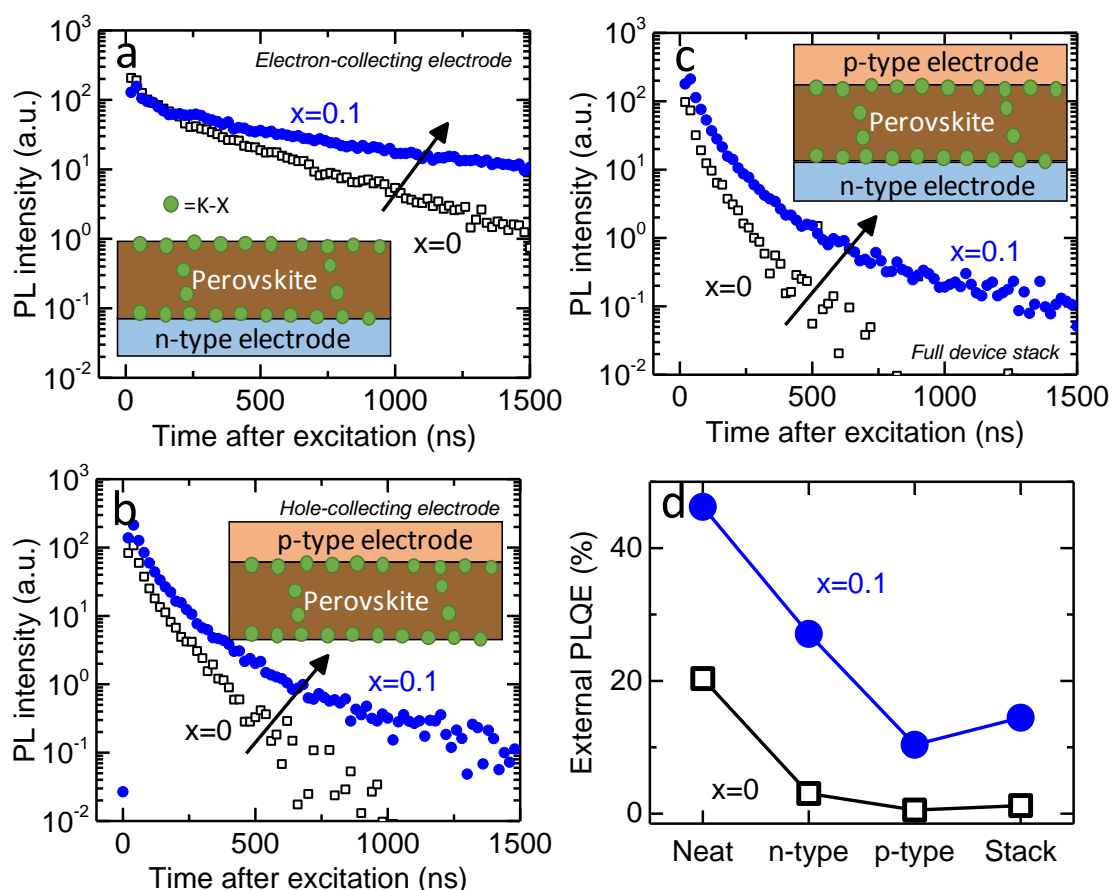 a
Electron-collecting electrode
x=0.1
=K-X
x=0
Perovskite
n-type electrode
PL intensity (a.u.)
10³
10²
10¹
10⁰
10⁻¹
10⁻²
0 500 1000 1500
Time after excitation (ns)
c
p-type electrode
Perovskite
n-type electrode
x=0.1
x=0
Full device stack
PL intensity (a.u.)
10³
10²
10¹
10⁰
10⁻¹
10⁻²
0 500 1000 1500
Time after excitation (ns)
b
Hole-collecting electrode
p-type electrode
Perovskite
x=0.1
x=0
PL intensity (a.u.)
10³
10²
10¹
10⁰
10⁻¹
10⁻²
0 500 1000 1500
Time after excitation (ns)
d
x=0.1
x=0
External PLQE (%)
40
20
0
Neat n-type p-type Stack